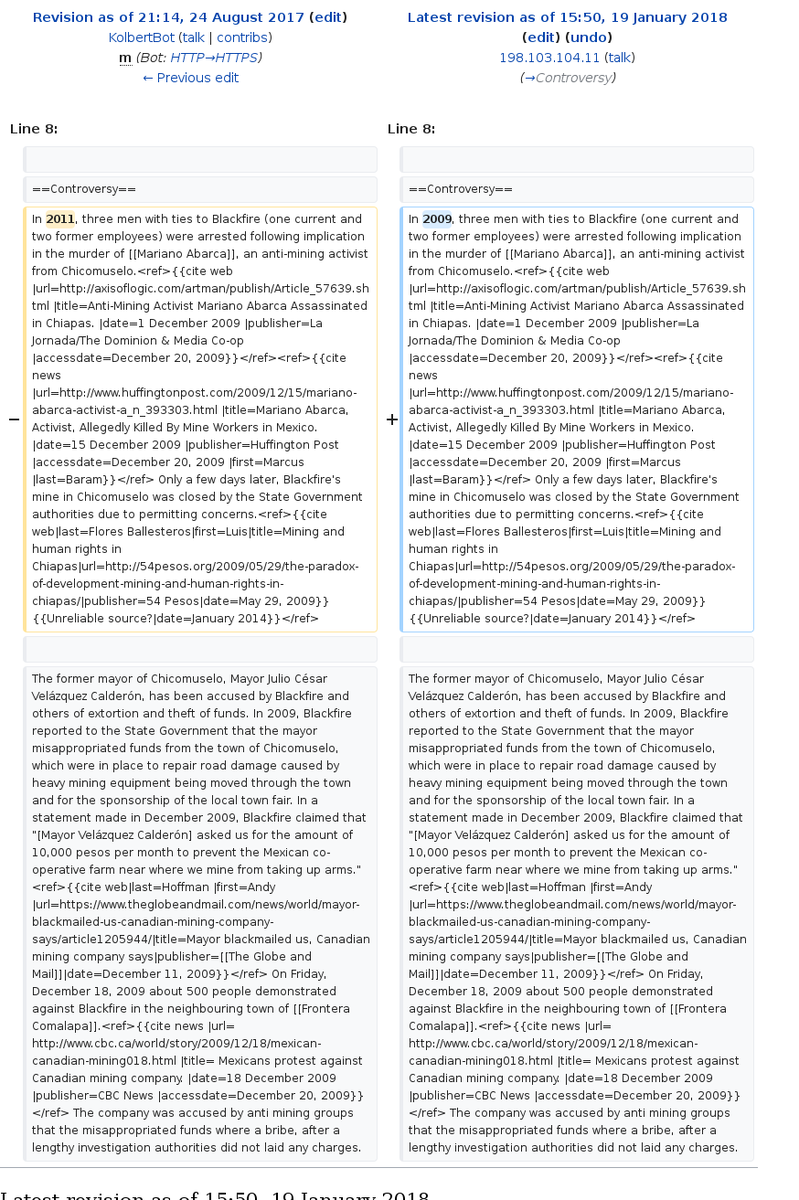 Revision as of 21:14, 24 August 2017 (edit)
KolbertBot (talk | contribs)
m (Bot: HTTP→HTTPS)
← Previous edit
Latest revision as of 15:50, 19 January 2018
(edit) (undo)
198.103.104.11 (talk)
(→Controversy)
Line 8:
Line 8:
==Controversy==
==Controversy==
−
In 2011, three men with ties to Blackfire (one current and
two former employees) were arrested following implication
in the murder of [[Mariano Abarca]], an anti-mining activist
from Chicomuselo.<ref>{{cite web
|url=http://axisoflogic.com/artman/publish/Article_57639.sh
tml |title=Anti-Mining Activist Mariano Abarca Assassinated
in Chiapas. |date=1 December 2009 |publisher=La
Jornada/The Dominion & Media Co-op
|accessdate=December 20, 2009}}</ref><ref>{{cite
news
|url=http://www.huffingtonpost.com/2009/12/15/mariano-
abarca-activist-a_n_393303.html |title=Mariano Abarca,
Activist, Allegedly Killed By Mine Workers in Mexico.
|date=15 December 2009 |publisher=Huffington Post
|accessdate=December 20, 2009 |first=Marcus
|last=Baram}}</ref> Only a few days later, Blackfire's
mine in Chicomuselo was closed by the State Government
authorities due to permitting concerns.<ref>{{cite
web|last=Flores Ballesteros|first=Luis|title=Mining and
human rights in
Chiapas|url=http://54pesos.org/2009/05/29/the-paradox-
of-development-mining-and-human-rights-in-
chiapas/|publisher=54 Pesos|date=May 29, 2009}}
{{Unreliable source?|date=January 2014}}</ref>
+
In 2009, three men with ties to Blackfire (one current and
two former employees) were arrested following implication
in the murder of [[Mariano Abarca]], an anti-mining activist
from Chicomuselo.<ref>{{cite web
|url=http://axisoflogic.com/artman/publish/Article_57639.sh
tml |title=Anti-Mining Activist Mariano Abarca Assassinated
in Chiapas. |date=1 December 2009 |publisher=La
Jornada/The Dominion & Media Co-op
|accessdate=December 20, 2009}}</ref><ref>{{cite
news
|url=http://www.huffingtonpost.com/2009/12/15/mariano-
abarca-activist-a_n_393303.html |title=Mariano Abarca,
Activist, Allegedly Killed By Mine Workers in Mexico.
|date=15 December 2009 |publisher=Huffington Post
|accessdate=December 20, 2009 |first=Marcus
|last=Baram}}</ref> Only a few days later, Blackfire's
mine in Chicomuselo was closed by the State Government
authorities due to permitting concerns.<ref>{{cite
web|last=Flores Ballesteros|first=Luis|title=Mining and
human rights in
Chiapas|url=http://54pesos.org/2009/05/29/the-paradox-
of-development-mining-and-human-rights-in-
chiapas/|publisher=54 Pesos|date=May 29, 2009}}
{{Unreliable source?|date=January 2014}}</ref>
The former mayor of Chicomuselo, Mayor Julio César
Velázquez Calderón, has been accused by Blackfire and
others of extortion and theft of funds. In 2009, Blackfire
reported to the State Government that the mayor
misappropriated funds from the town of Chicomuselo,
which were in place to repair road damage caused by
heavy mining equipment being moved through the town
and for the sponsorship of the local town fair. In a
statement made in December 2009, Blackfire claimed that
"[Mayor Velázquez Calderón] asked us for the amount of
10,000 pesos per month to prevent the Mexican co-
operative farm near where we mine from taking up arms."
<ref>{{cite web|last=Hoffman |first=Andy
|url=https://www.theglobeandmail.com/news/world/mayor-
blackmailed-us-canadian-mining-company-
says/article1205944/|title=Mayor blackmailed us, Canadian
mining company says|publisher=[[The Globe and
Mail]]|date=December 11, 2009}}</ref> On Friday,
December 18, 2009 about 500 people demonstrated
against Blackfire in the neighbouring town of [[Frontera
Comalapa]].<ref>{{cite news |url=
http://www.cbc.ca/world/story/2009/12/18/mexican-
canadian-mining018.html |title= Mexicans protest against
Canadian mining company. |date=18 December 2009
|publisher=CBC News |accessdate=December 20, 2009}}
</ref> The company was accused by anti mining groups
that the misappropriated funds where a bribe, after a
lengthy investigation authorities did not laid any charges.
The former mayor of Chicomuselo, Mayor Julio César
Velázquez Calderón, has been accused by Blackfire and
others of extortion and theft of funds. In 2009, Blackfire
reported to the State Government that the mayor
misappropriated funds from the town of Chicomuselo,
which were in place to repair road damage caused by
heavy mining equipment being moved through the town
and for the sponsorship of the local town fair. In a
statement made in December 2009, Blackfire claimed that
"[Mayor Velázquez Calderón] asked us for the amount of
10,000 pesos per month to prevent the Mexican co-
operative farm near where we mine from taking up arms."
<ref>{{cite web|last=Hoffman |first=Andy
|url=https://www.theglobeandmail.com/news/world/mayor-
blackmailed-us-canadian-mining-company-
says/article1205944/|title=Mayor blackmailed us, Canadian
mining company says|publisher=[[The Globe and
Mail]]|date=December 11, 2009}}</ref> On Friday,
December 18, 2009 about 500 people demonstrated
against Blackfire in the neighbouring town of [[Frontera
Comalapa]].<ref>{{cite news |url=
http://www.cbc.ca/world/story/2009/12/18/mexican-
canadian-mining018.html |title= Mexicans protest against
Canadian mining company. |date=18 December 2009
|publisher=CBC News |accessdate=December 20, 2009}}
</ref> The company was accused by anti mining groups
that the misappropriated funds where a bribe, after a
lengthy investigation authorities did not laid any charges.
Latest revision as of 15:50, 19 January 2018